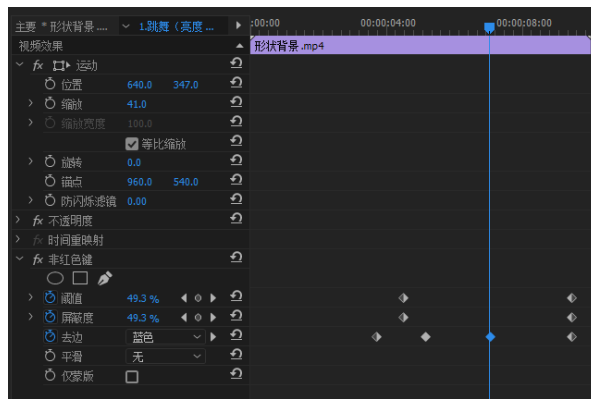 主要 * 形状背景.... 1.跳舞（高度 ... :00:00 00:00:04:00 00:00:08:00
视频效果 形状背景.mp4
fx 运动
位置 640.0 347.0
缩放 41.0
缩放宽度 100.0
等比缩放
旋转 0.0
锚点 960.0 540.0
防闪烁滤镜 0.00
fx 不透明度
fx 时间重映射
fx 非红色键
阈值 49.3 %
屏蔽度 49.3 %
去边 蓝色
平滑 无
仅蒙版